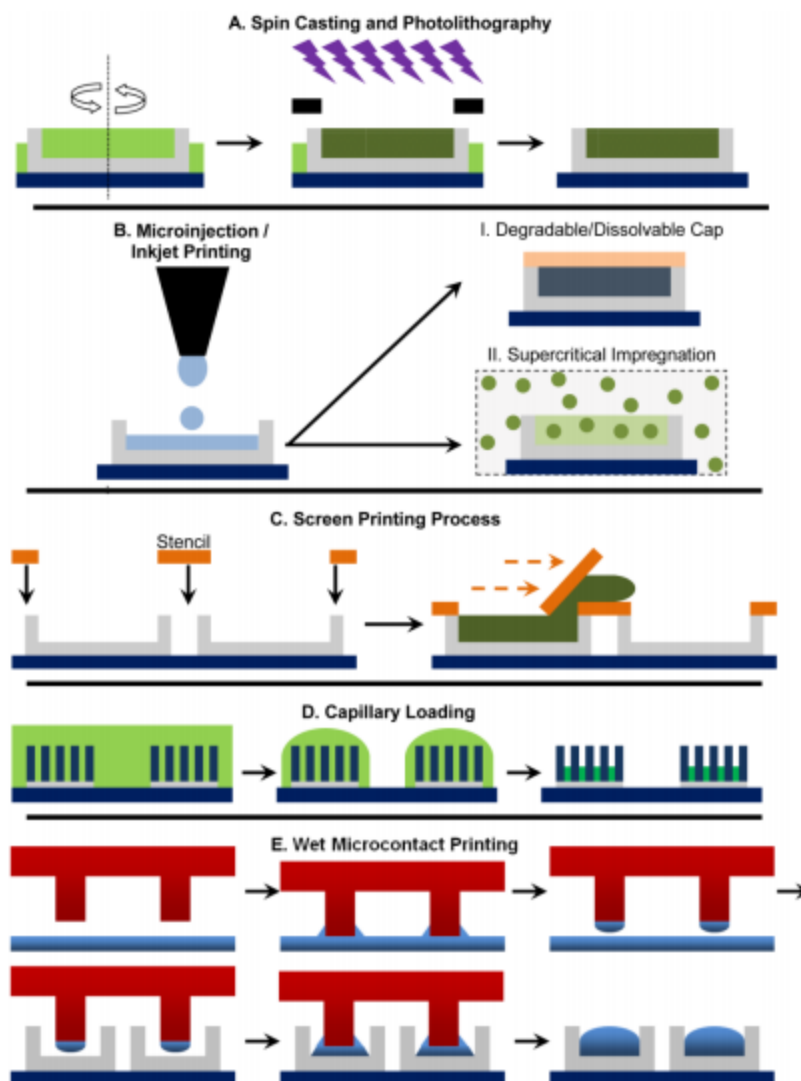 A. Spin Casting and Photolithography
B. Microinjection /
Inkjet Printing
I. Degradable/Dissolvable Cap
II. Supercritical Impregnation
C. Screen Printing Process
Stencil
D. Capillary Loading
E. Wet Microcontact Printing